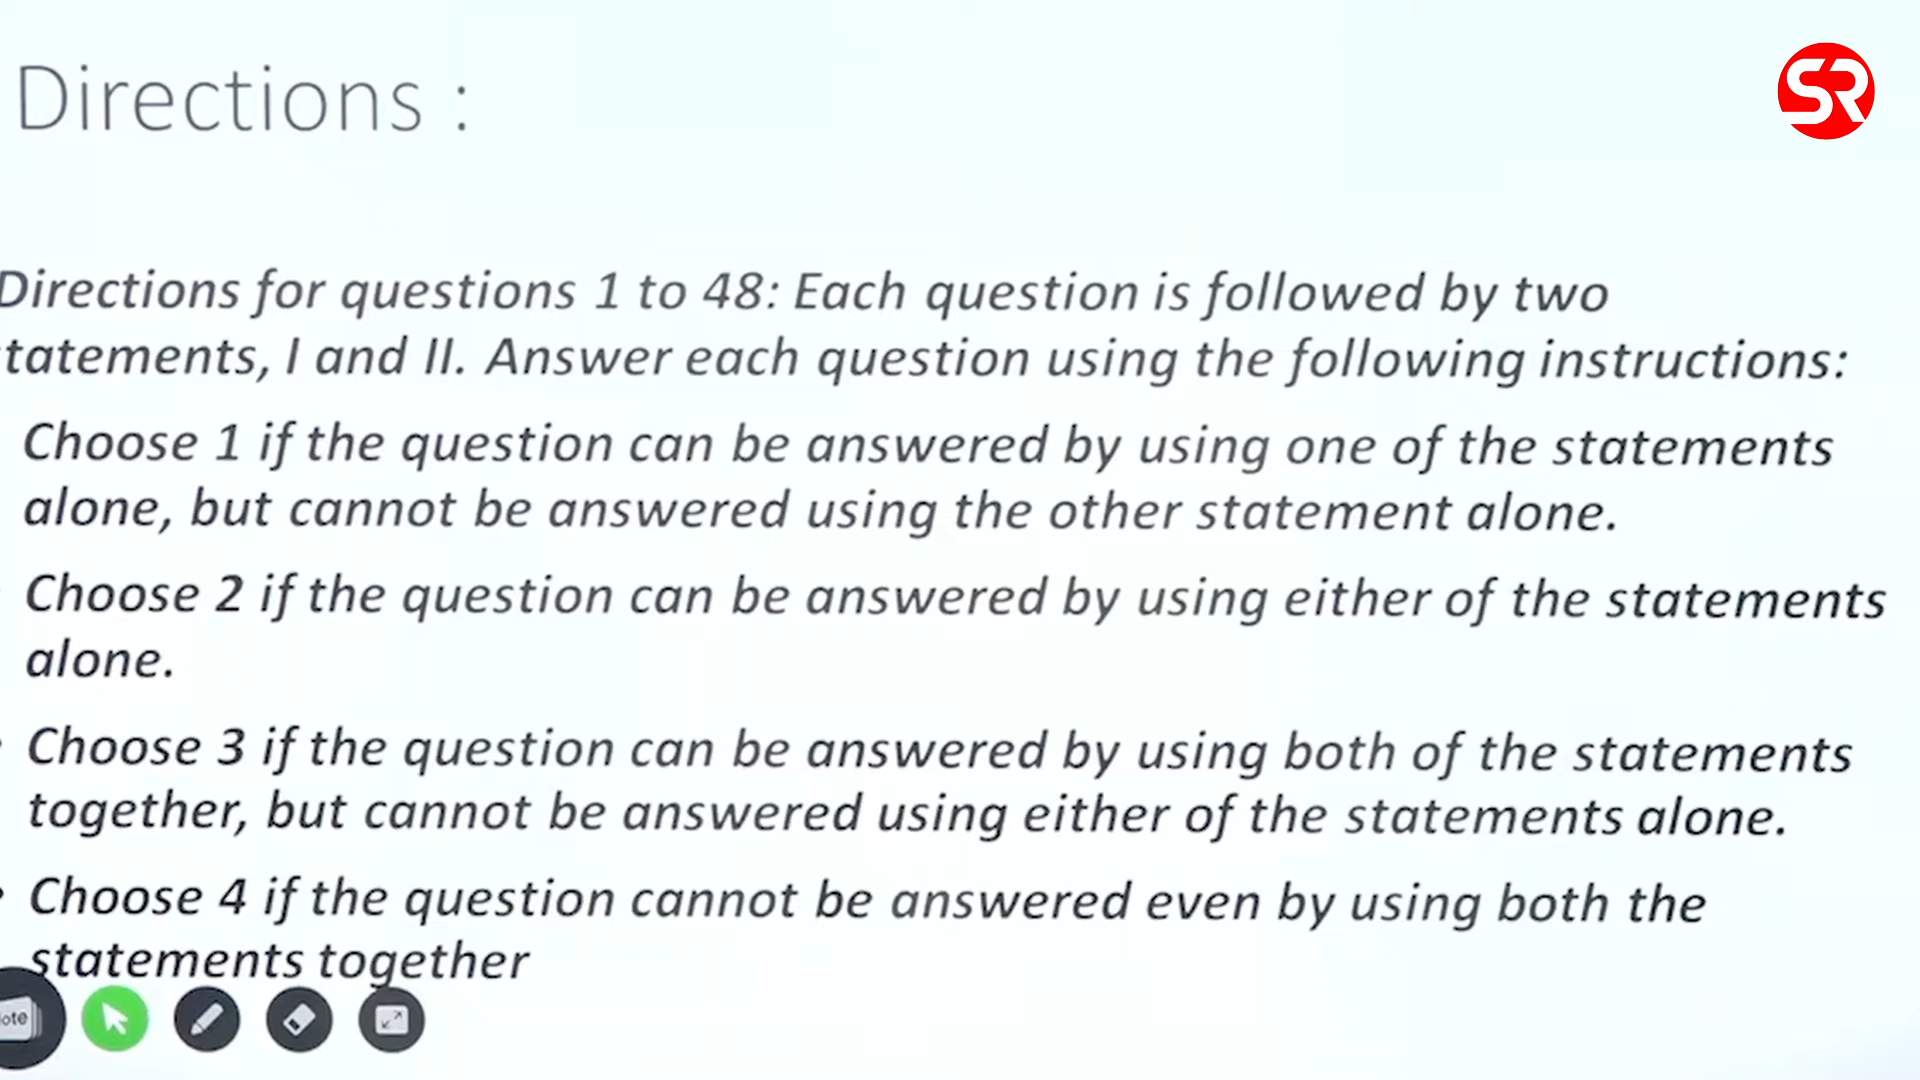 Directions :
SR
Directions for questions 1 to 48: Each question is followed by two
tatements, I and II. Answer each question using the following instructions:
Choose 1 if the question can be answered by using one of the statements
alone, but cannot be answered using the other statement alone.
Choose 2 if the question can be answered by using either of the statements
alone.
• Choose 3 if the question can be answered by using both of the statements
together, but cannot be answered using either of the statements alone.
• Choose 4 if the question cannot be answered even by using both the
statements together
ote